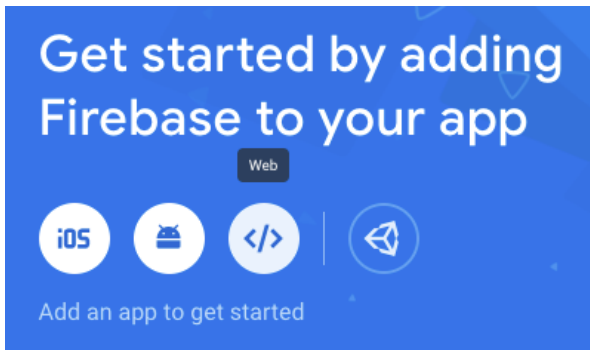 Get started by adding
Firebase to your app
Web
iOS
</>
Add an app to get started